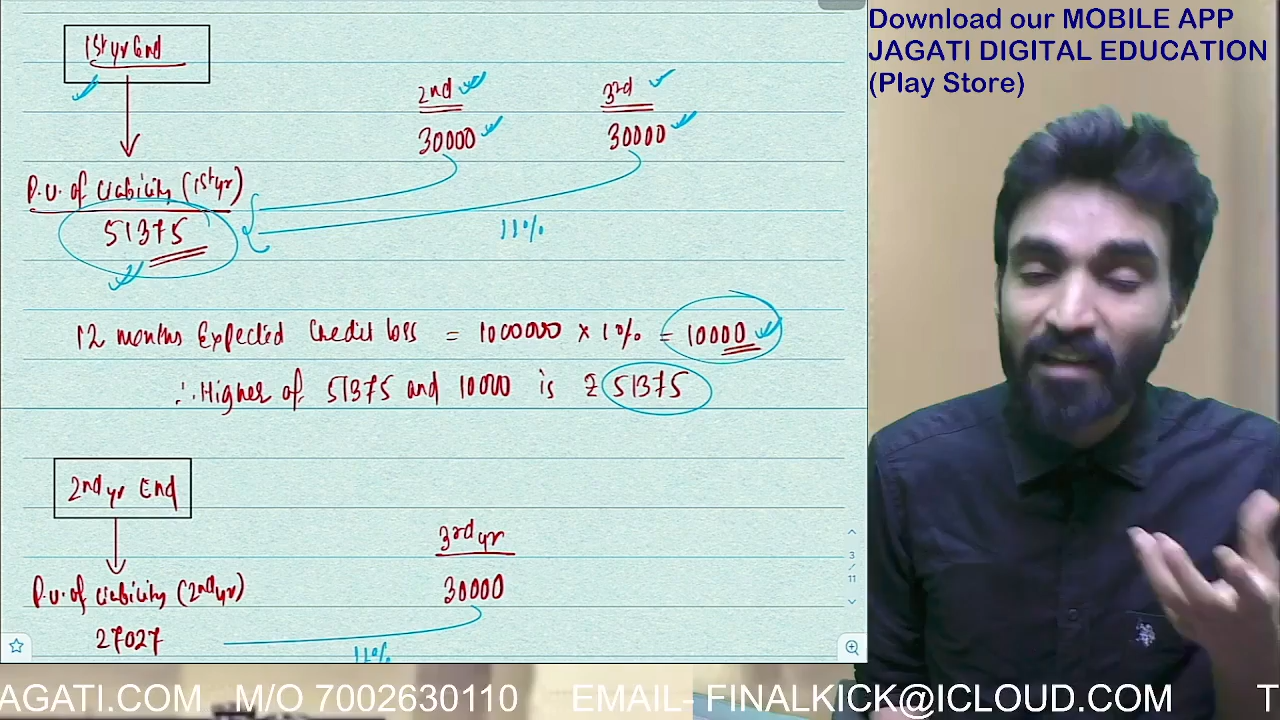 Download our MOBILE APP
JAGATI DIGITAL EDUCATION
(Play Store)
1st yr End
2nd 3rd
30000 30000
P.v. of Liability (1st yr)
51375
11%
12 months Expected Credit loss = 1000000 × 1% = 10000
∴ Higher of 51375 and 10000 is ₹ 51375
2nd yr End
3rd yr
30000
P.v. of Liability (2nd yr)
27027
11%
3
/
11
AGATI.COM M/O 7002630110 EMAIL- FINALKICK@ICLOUD.COM T